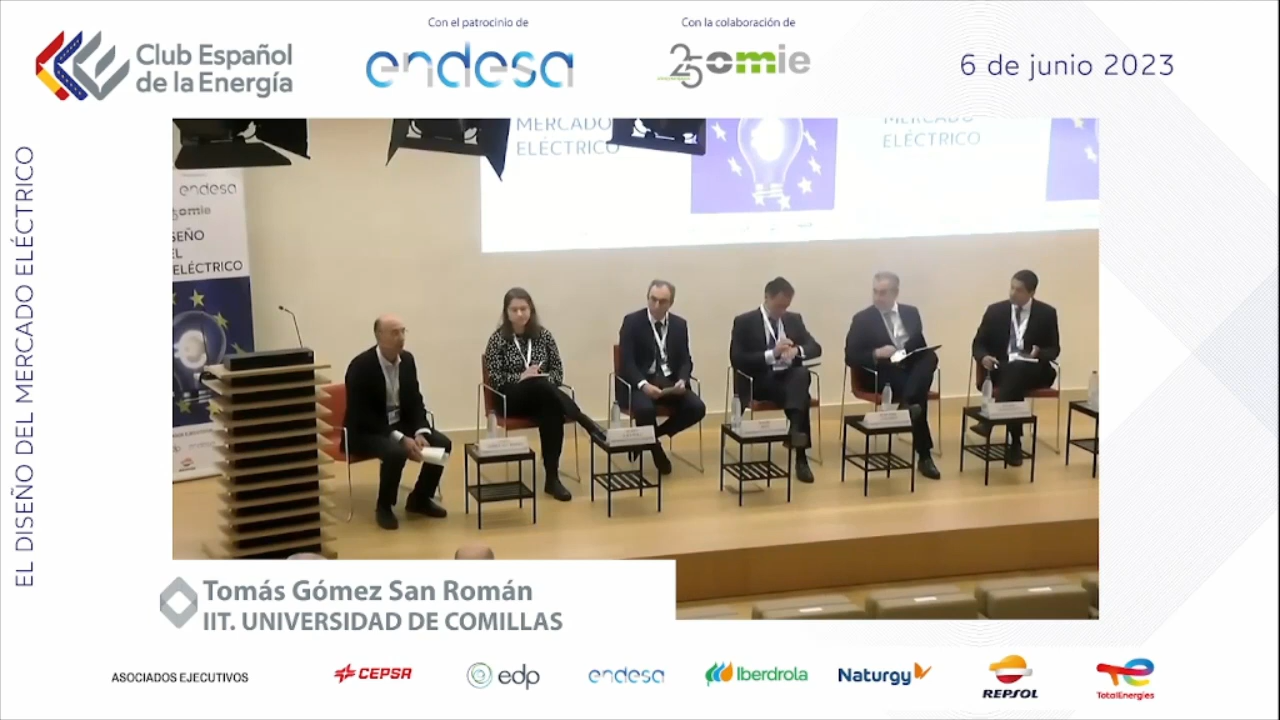 Con el patrocinio de
Con la colaboración de
Club Español
de la Energía
endesa
25 omie
6 de junio 2023
EL DISEÑO DEL MERCADO ELÉCTRICO
MERCADO
ELÉCTRICO
MERCADO
ELÉCTRICO
endesa
omie
SEÑO
EL
ELÉCTRICO
Tomás Gómez San Román
IIT. UNIVERSIDAD DE COMILLAS
ASOCIADOS EJECUTIVOS
CEPSA
edp
endesa
Iberdrola
Naturgy
REPSOL
TotalEnergies